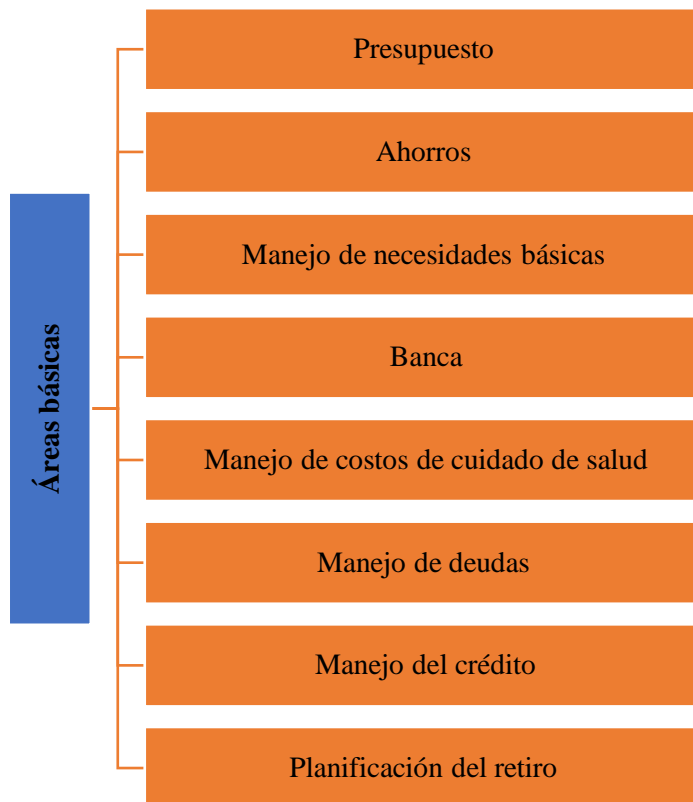 Áreas básicas
Presupuesto
Ahorros
Manejo de necesidades básicas
Banca
Manejo de costos de cuidado de salud
Manejo de deudas
Manejo del crédito
Planificación del retiro